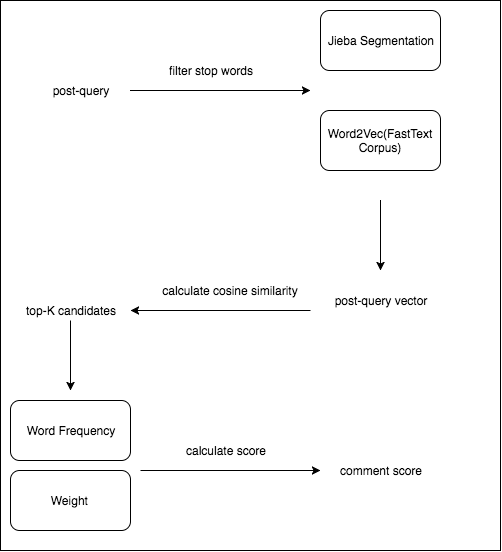 Jieba Segmentation
filter stop words
post-query
Word2Vec(FastText
Corpus)
calculate cosine similarity
post-query vector
top-K candidates
Word Frequency
calculate score
comment score
Weight